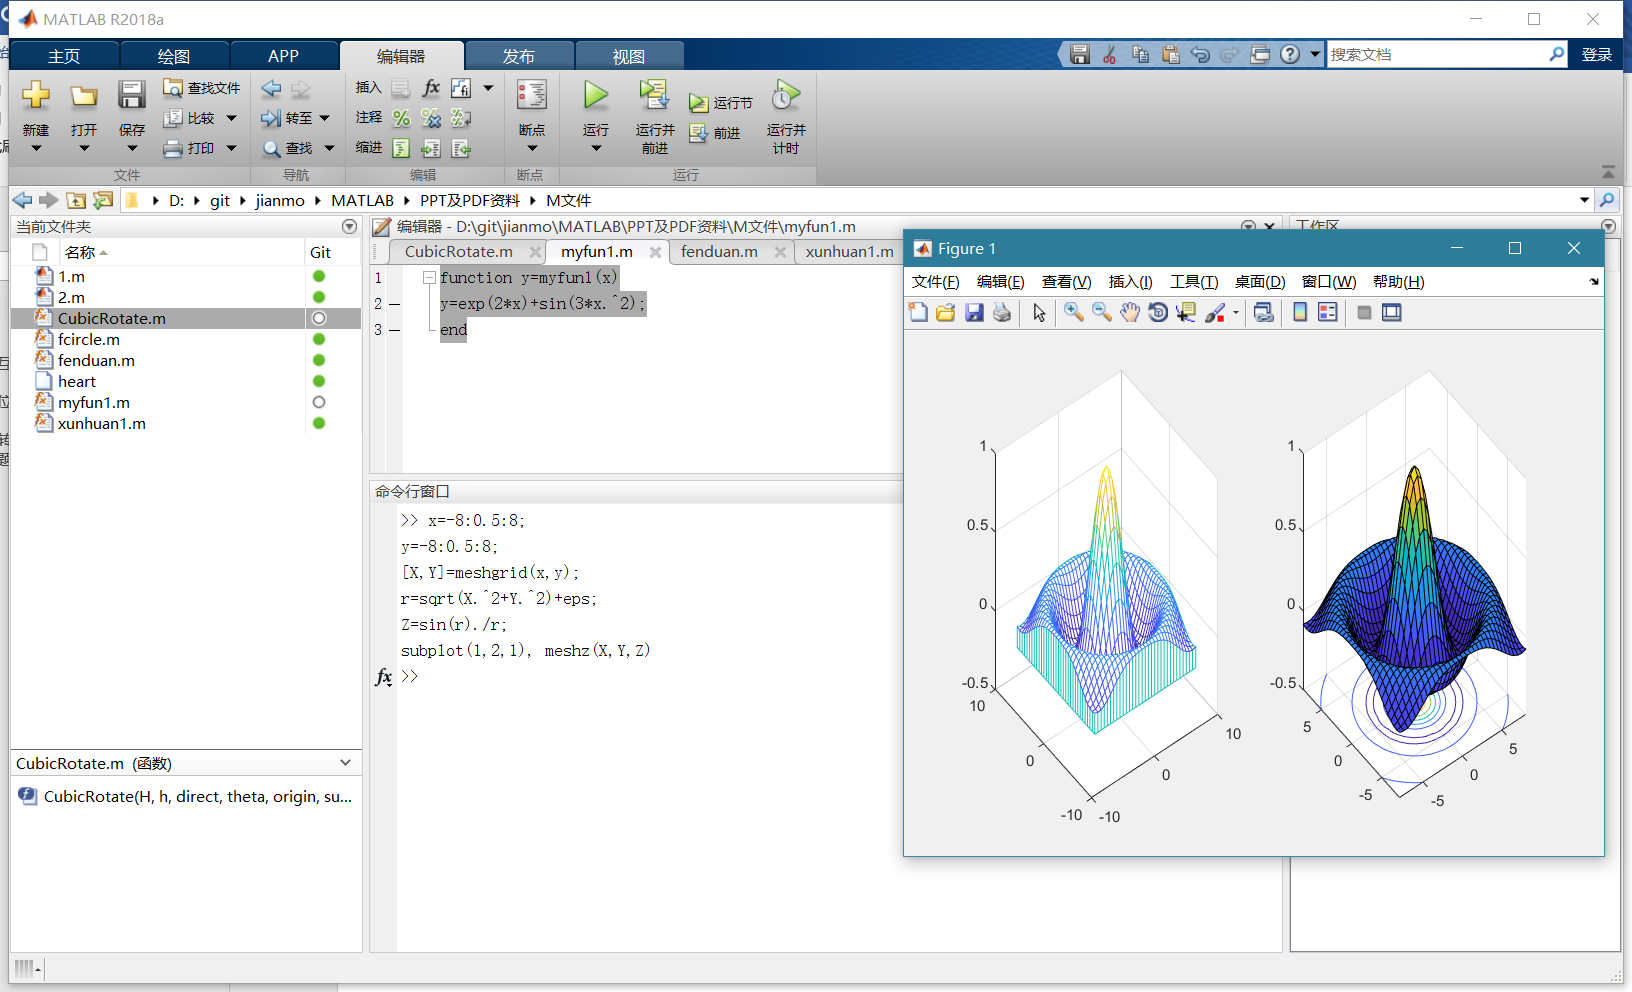 MATLAB R2018a
主页
绘图
APP
编辑器
发布
视图
搜索文档
登录
新建
打开
保存
查找文件
比较
打印
转至
查找
插入
注释
缩进
断点
运行
运行并
前进
运行节
前进
运行并
计时
文件
导航
编辑
断点
运行
D: git jianmo MATLAB PPT及PDF资料 M文件
当前文件夹
名称 Git
1.m
2.m
CubicRotate.m
fcircle.m
fenduan.m
heart
myfun1.m
xunhuan1.m
CubicRotate.m (函数)
CubicRotate(H, h, direct, theta, origin, su...
编辑器 - D:\git\jianmo\MATLAB\PPT及PDF资料\M文件\myfun1.m
CubicRotate.m
myfun1.m
fenduan.m
xunhuan1.m
1 function y=myfun1(x)
2 — y=exp(2*x)+sin(3*x.^2);
3 — end
命令行窗口
>> x=-8:0.5:8;
y=-8:0.5:8;
[X,Y]=meshgrid(x,y);
r=sqrt(X.^2+Y.^2)+eps;
Z=sin(r)./r;
subplot(1,2,1), meshz(X,Y,Z)
fx >>
工作区
Figure 1
文件(F) 编辑(E) 查看(V) 插入(I) 工具(T) 桌面(D) 窗口(W) 帮助(H)
1
0.5
0
-0.5
10
0
-10
-10
0
10
1
0.5
0
-0.5
5
0
-5
-5
0
5